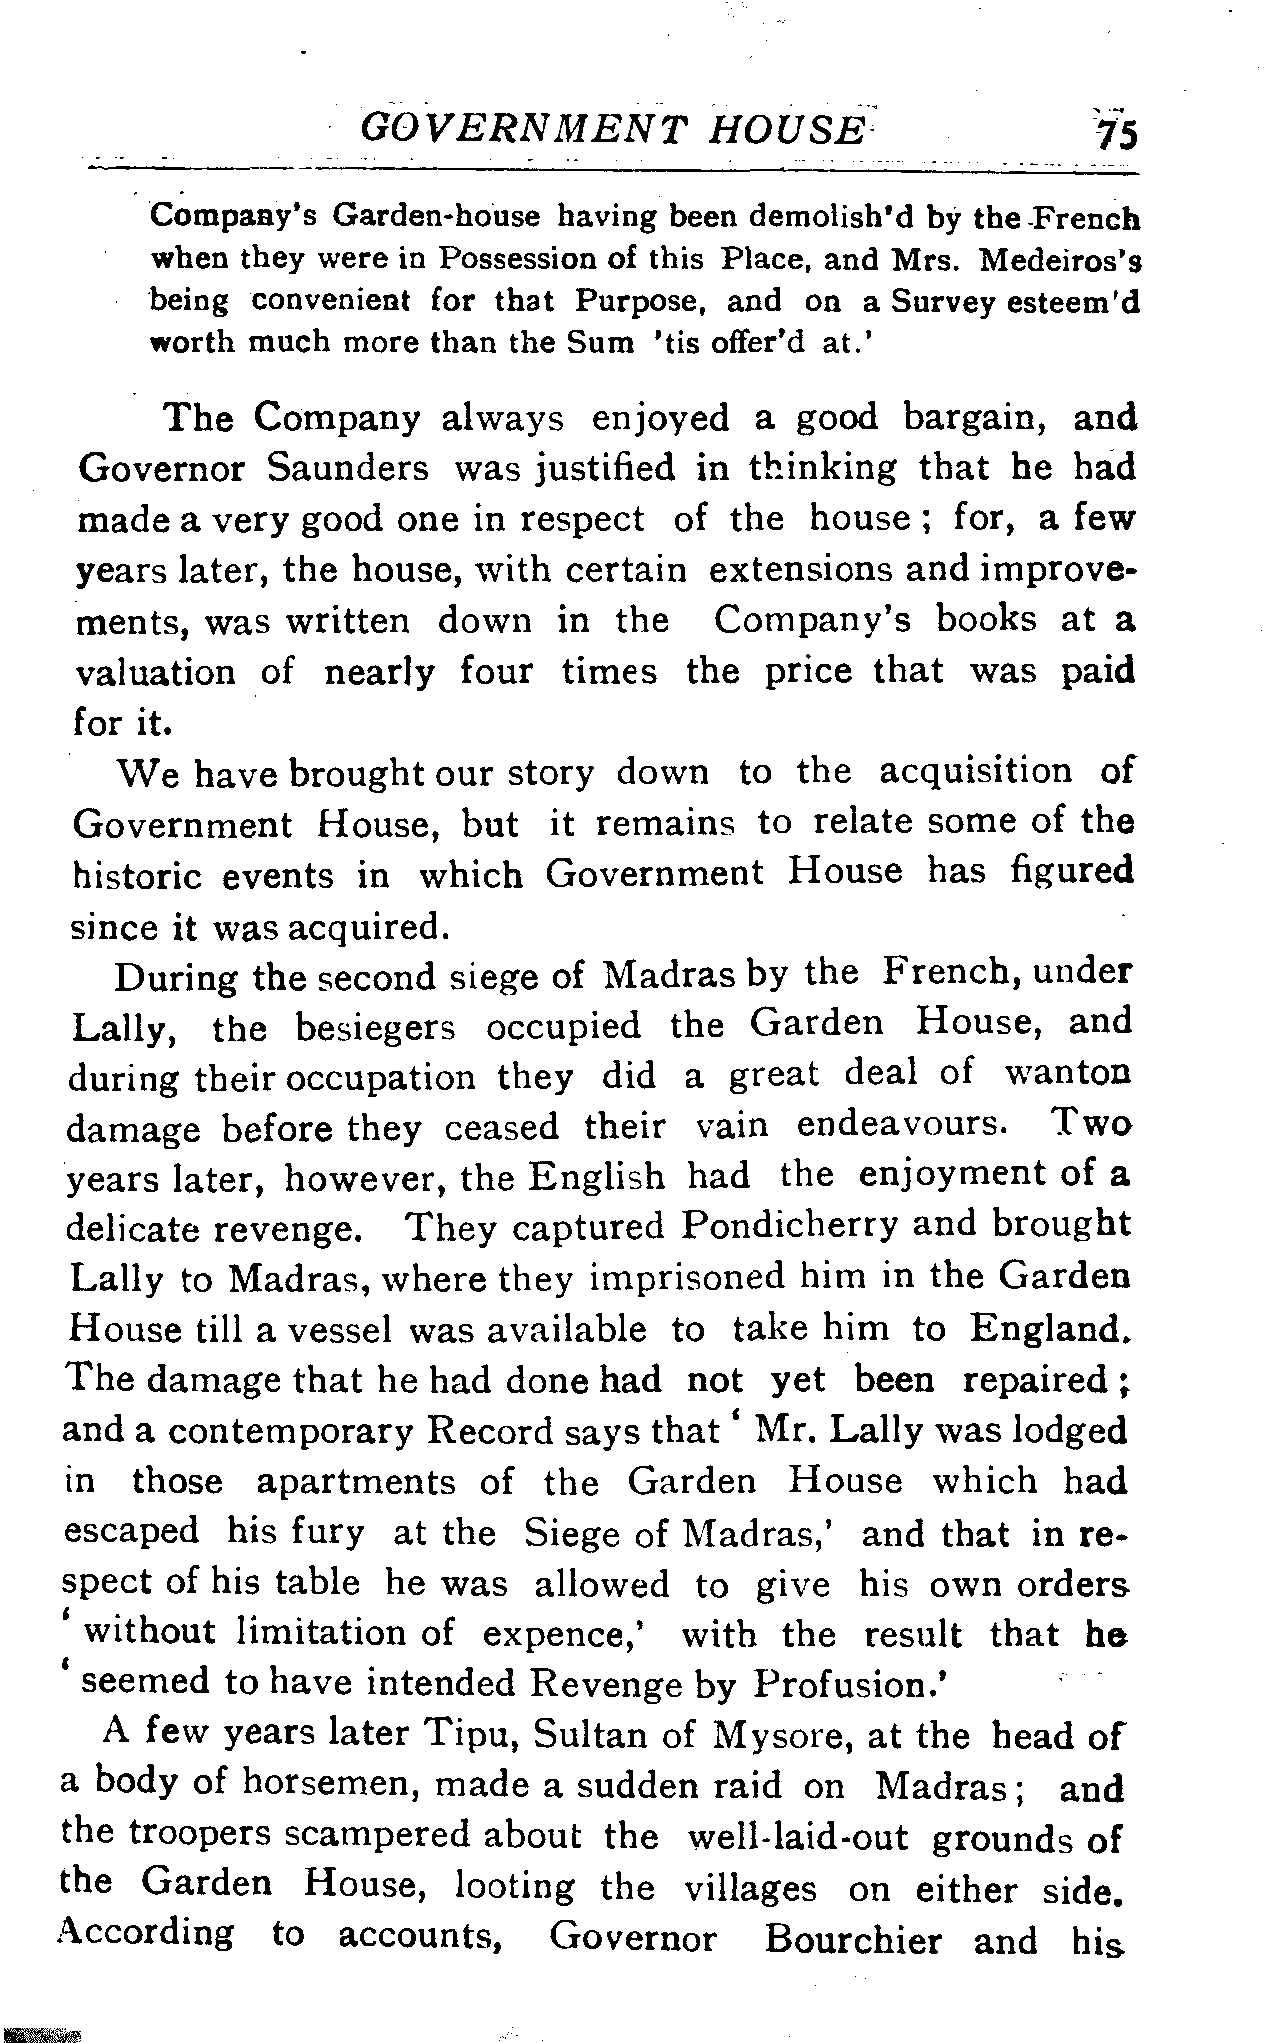 GOVERNMENT HOUSE 75
Company's Garden-house having been demolish'd by the French
when they were in Possession of this Place, and Mrs. Medeiros's
being convenient for that Purpose, and on a Survey esteem'd
worth much more than the Sum 'tis offer'd at.'
The Company always enjoyed a good bargain, and
Governor Saunders was justified in thinking that he had
made a very good one in respect of the house ; for, a few
years later, the house, with certain extensions and improve-
ments, was written down in the Company's books at a
valuation of nearly four times the price that was paid
for it.
We have brought our story down to the acquisition of
Government House, but it remains to relate some of the
historic events in which Government House has figured
since it was acquired.
During the second siege of Madras by the French, under
Lally, the besiegers occupied the Garden House, and
during their occupation they did a great deal of wanton
damage before they ceased their vain endeavours. Two
years later, however, the English had the enjoyment of a
delicate revenge. They captured Pondicherry and brought
Lally to Madras, where they imprisoned him in the Garden
House till a vessel was available to take him to England.
The damage that he had done had not yet been repaired ;
and a contemporary Record says that ‘ Mr. Lally was lodged
in those apartments of the Garden House which had
escaped his fury at the Siege of Madras,’ and that in re-
spect of his table he was allowed to give his own orders
‘ without limitation of expence,’ with the result that he
‘ seemed to have intended Revenge by Profusion.’
A few years later Tipu, Sultan of Mysore, at the head of
a body of horsemen, made a sudden raid on Madras ; and
the troopers scampered about the well-laid-out grounds of
the Garden House, looting the villages on either side.
According to accounts, Governor Bourchier and his